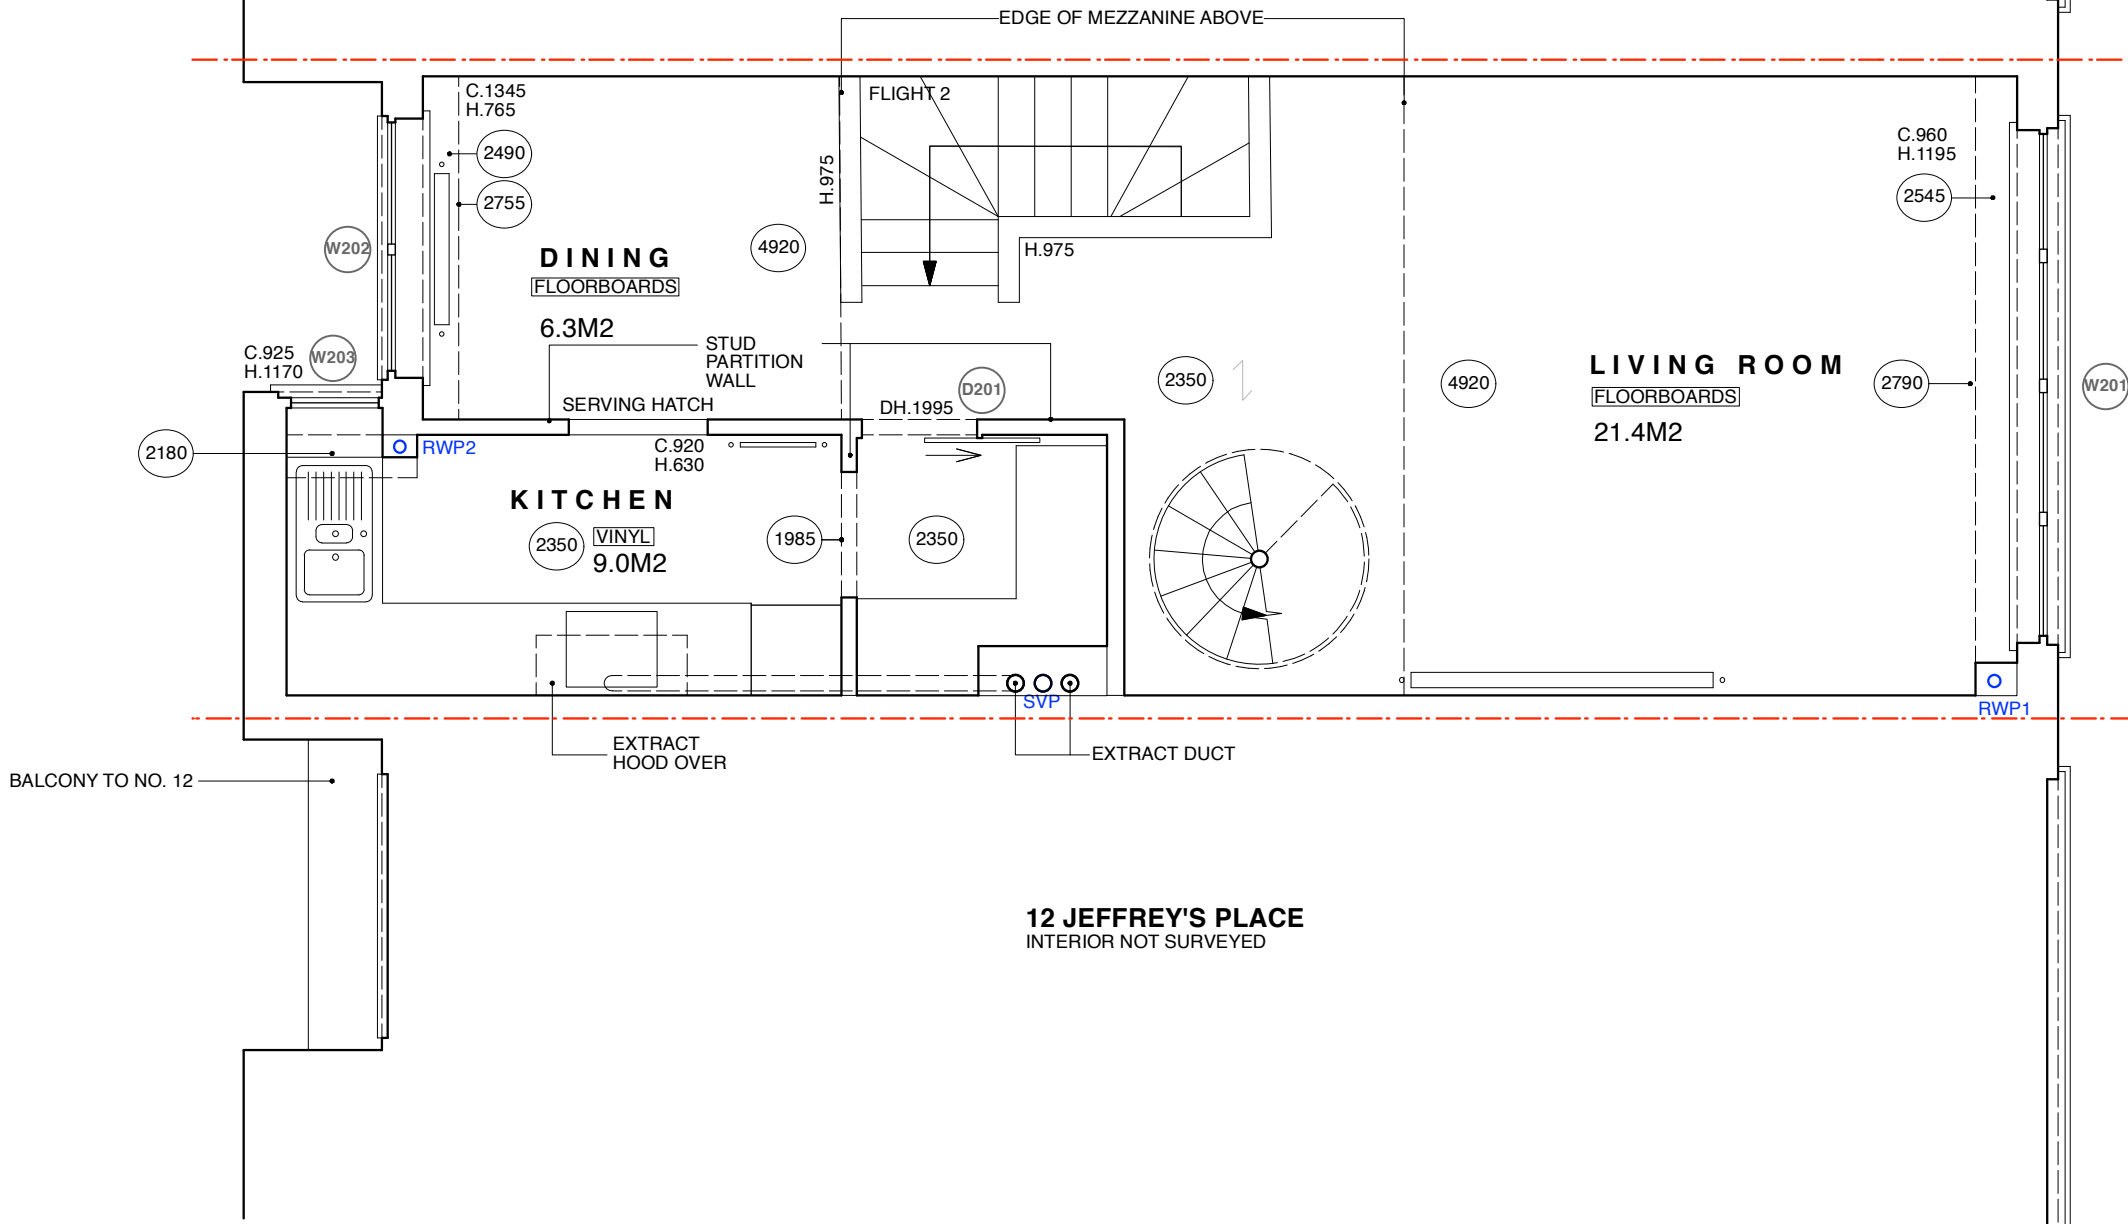 EDGE OF MEZZANINE ABOVE
C.1345
H.765
FLIGHT 2
2490
2755
H.975
C.960
H.1195
2545
W202
DINING
FLOORBOARDS
6.3M2
4920
H.975
C.925
H.1170
W203
STUD
PARTITION
WALL
2350
4920
LIVING ROOM
FLOORBOARDS
21.4M2
2790
W201
SERVING HATCH
DH.1995
D201
2180
RWP2
C.920
H.630
KITCHEN
2350
VINYL
9.0M2
1985
2350
SVP
RWP1
EXTRACT
HOOD OVER
EXTRACT DUCT
BALCONY TO NO. 12
12 JEFFREY'S PLACE
INTERIOR NOT SURVEYED